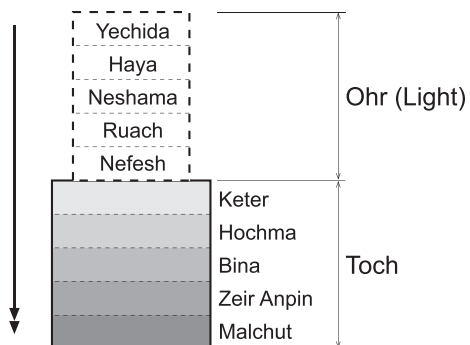 Yechida
Haya
Neshama
Ruach
Nefesh
Ohr (Light)
Keter
Hochma
Bina
Zeir Anpin
Malchut
Toch